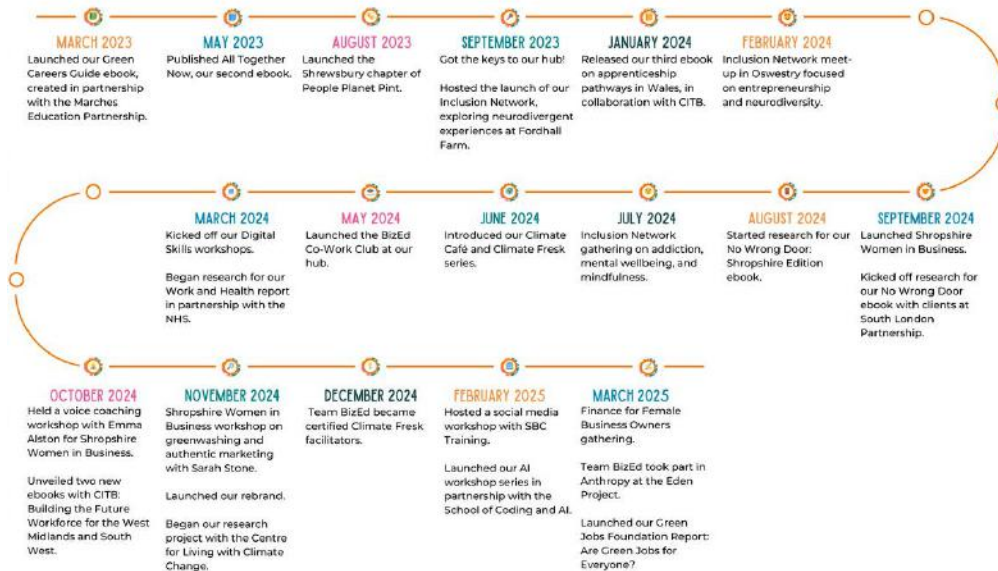 MARCH 2023
Launched our Green
Careers Guide ebook,
created in partnership
with the Marches
Education Partnership.
MAY 2023
Published All Together
Now, our second ebook.
AUGUST 2023
Launched the
Shrewsbury chapter of
People Planet Pint.
SEPTEMBER 2023
Got the keys to our hub!
Hosted the launch of our
Inclusion Network,
exploring neurodivergent
experiences at Fordhall
Farm.
JANUARY 2024
Released our third ebook
on apprenticeship
pathways in Wales, in
collaboration with CITB.
FEBRUARY 2024
Inclusion Network meet-
up in Oswestry focused
on entrepreneurship
and neurodiversity.
MARCH 2024
Kicked off our Digital
Skills workshops.
Began research for our
Work and Health report
in partnership with the
NHS.
MAY 2024
Launched the BizEd
Co-Work Club at our
hub.
JUNE 2024
Introduced our Climate
Café and Climate Fresk
series.
JULY 2024
Inclusion Network
gathering on addiction,
mental wellbeing, and
mindfulness.
AUGUST 2024
Started research for our
No Wrong Door:
Shropshire Edition
ebook.
SEPTEMBER 2024
Launched Shropshire
Women in Business.
Kicked off research for
our No Wrong Door
ebook with clients at
South London
Partnership.
OCTOBER 2024
Held a voice coaching
workshop with Emma
Alston for Shropshire
Women in Business.
Unveiled two new
ebooks with CITB:
Building the Future
Workforce for the West
Midlands and South
West.
NOVEMBER 2024
Shropshire Women in
Business workshop on
greenwashing and
authentic marketing
with Sarah Stone.
Launched our rebrand.
Began our research
project with the Centre
for Living with Climate
Change.
DECEMBER 2024
Team BizEd became
certified Climate Fresk
facilitators.
FEBRUARY 2025
Hosted a social media
workshop with SBC
Training.
Launched our AI
workshop series in
partnership with the
School of Coding and AI.
MARCH 2025
Finance for Female
Business Owners
gathering.
Team BizEd took part in
Anthropy at the Eden
Project.
Launched our Green
Jobs Foundation Report:
Are Green Jobs for
Everyone?